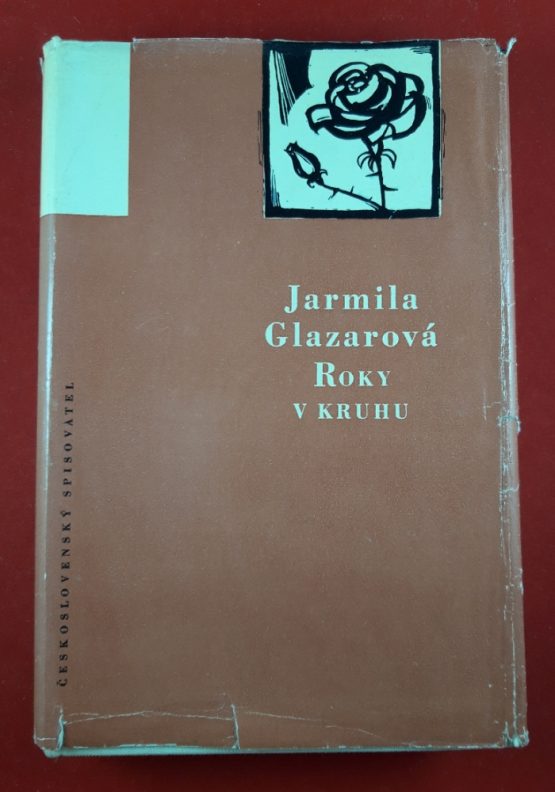 Jarmila
Glazarová
ROKY
V KRUHU
ČESKOSLOVENSKÝ SPISOVATEL